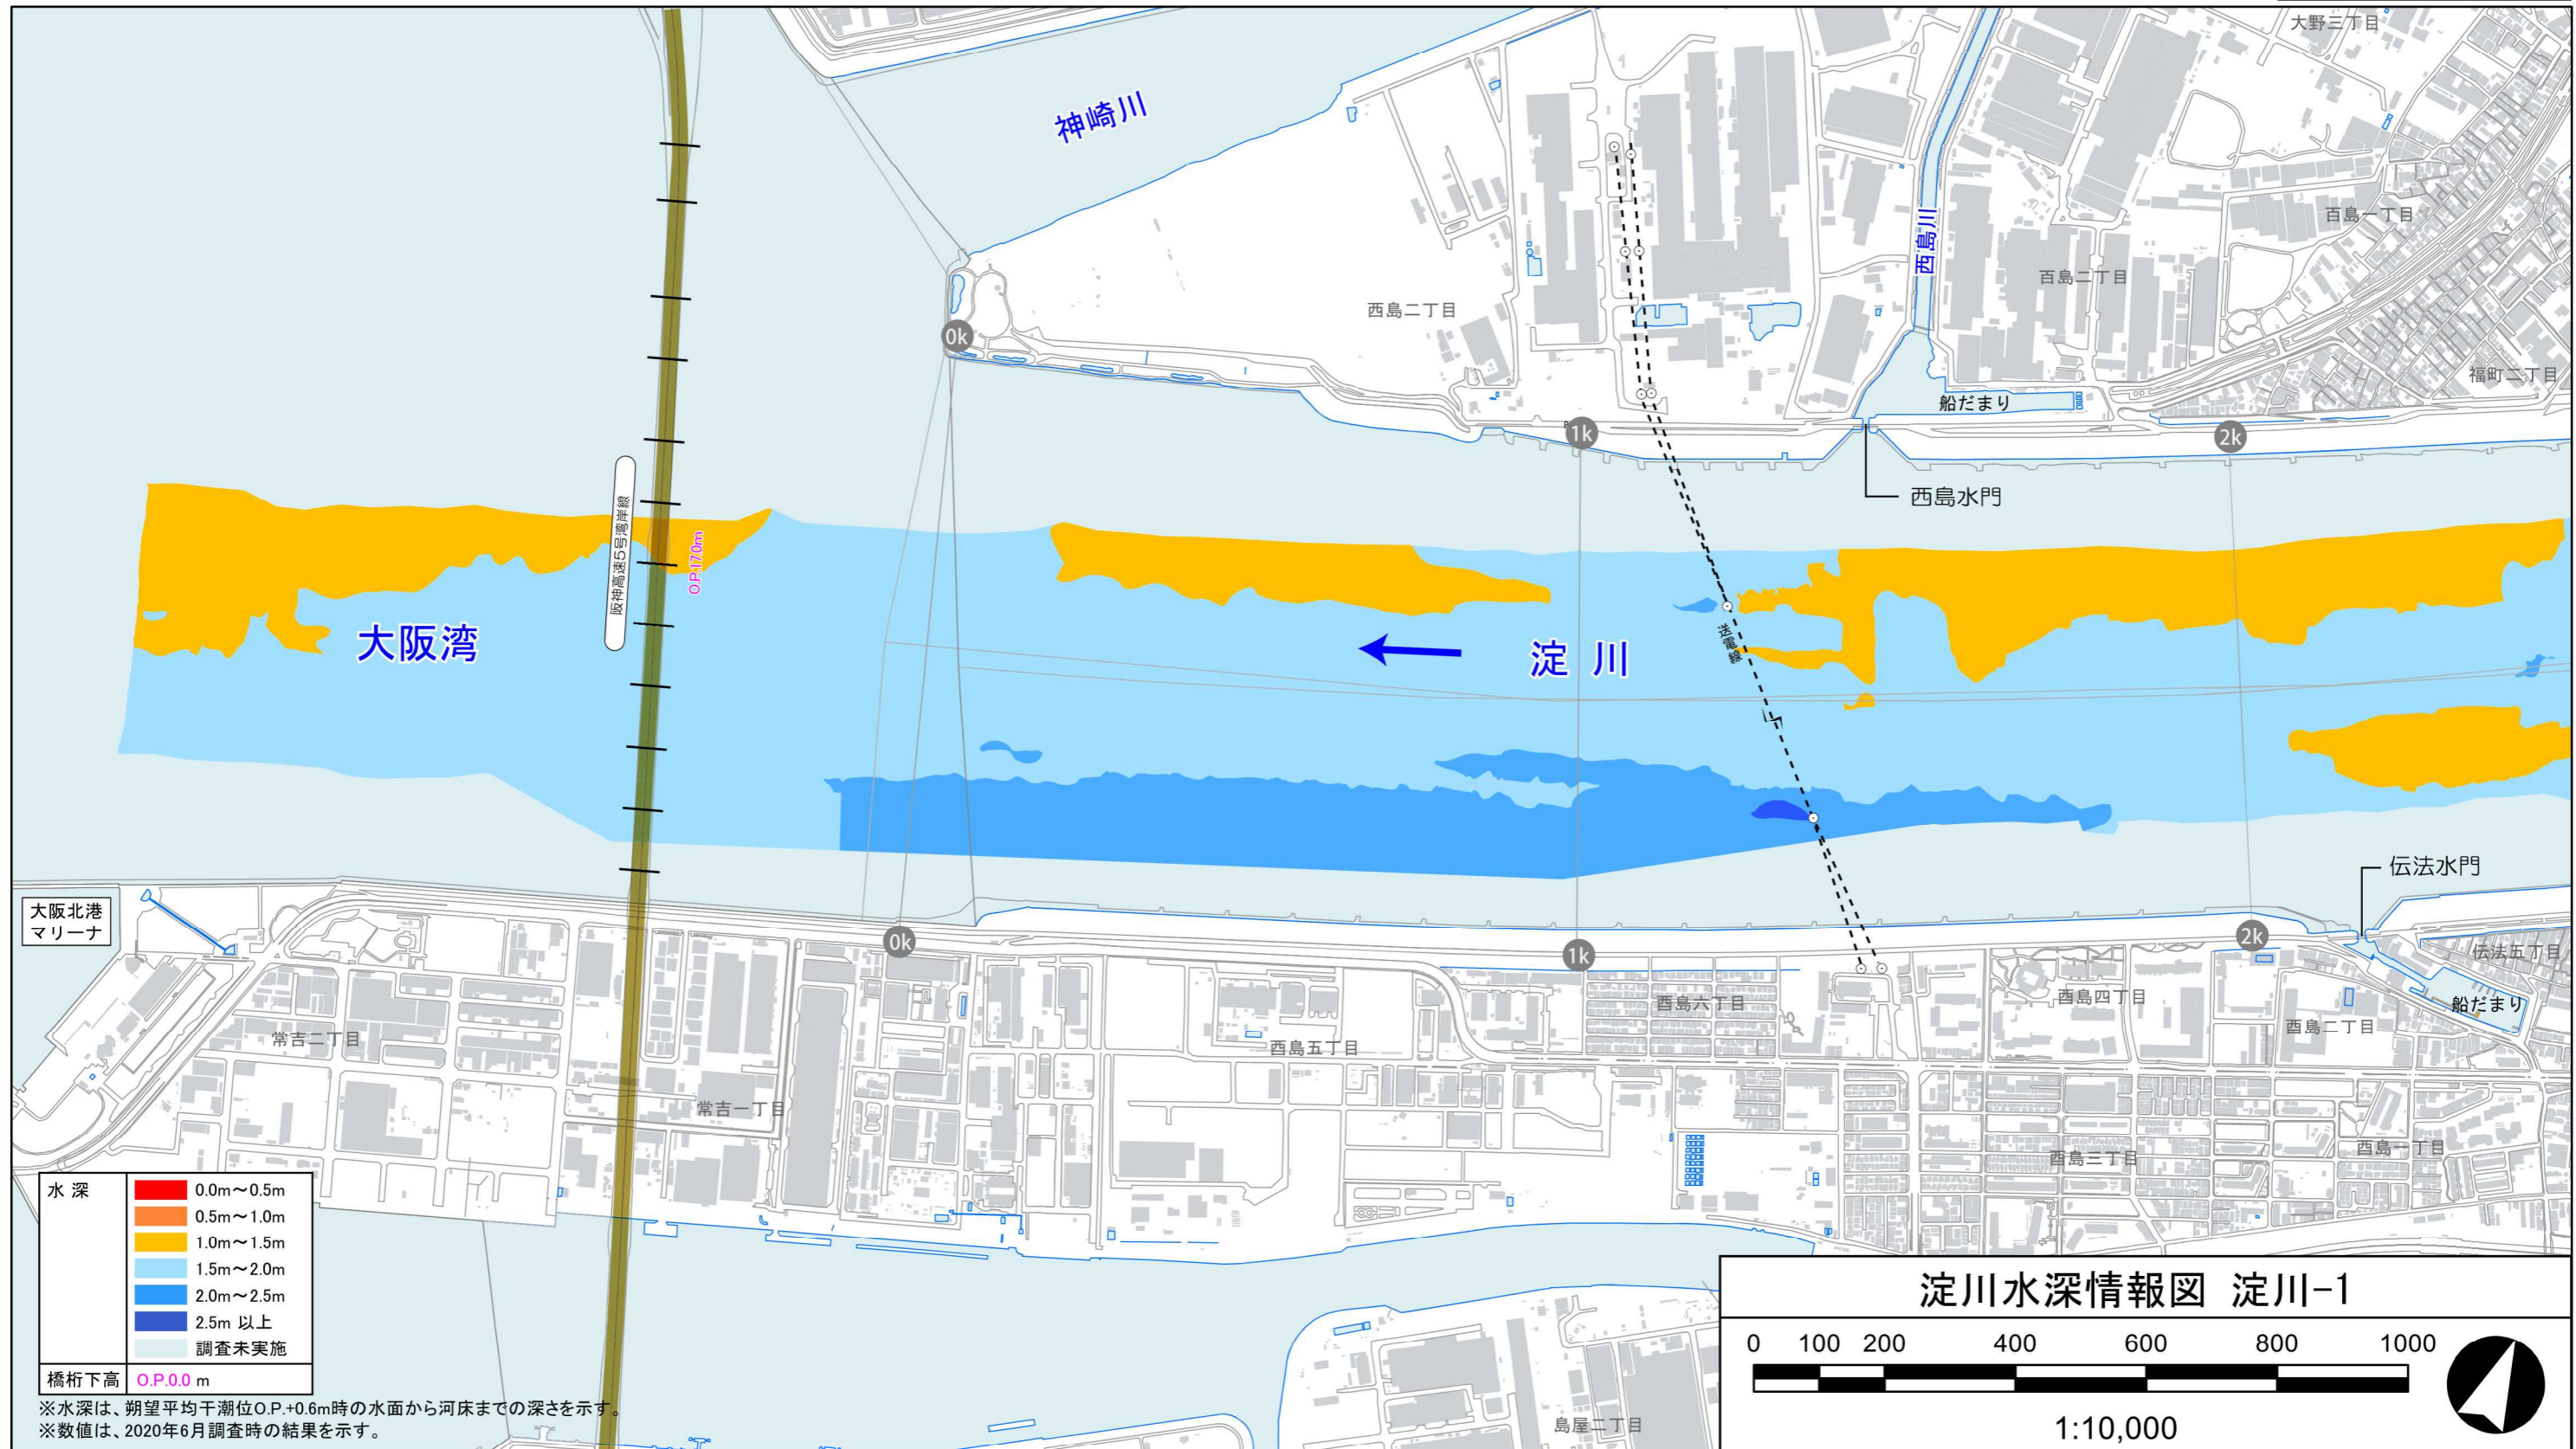 大野三丁目
神崎川
百島一丁目
西島川
百島二丁目
西島二丁目
0k
福町二丁目
船だまり
1k
2k
西島水門
阪神高速5号湾岸線
O.P.17.0m
大阪湾
淀 川
送電線
伝法水門
大阪北港
マリーナ
0k
1k
2k
伝法五丁目
船だまり
常吉二丁目
酉島五丁目
酉島六丁目
酉島四丁目
酉島二丁目
常吉一丁目
酉島三丁目
酉島一丁目
水 深
0.0m～0.5m
0.5m～1.0m
1.0m～1.5m
1.5m～2.0m
2.0m～2.5m
2.5m 以上
調査未実施
橋桁下高 O.P.0.0 m
※水深は、朔望平均干潮位O.P.+0.6m時の水面から河床までの深さを示す。
※数値は、2020年6月調査時の結果を示す。
島屋二丁目
淀川水深情報図 淀川-1
0 100 200 400 600 800 1000
1:10,000